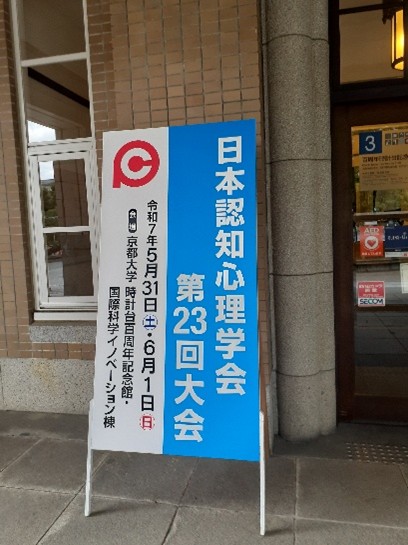 日本認知心理学会
第23回大会
令和7年5月31日(土)・6月1日(日)
会場 京都大学 時計台百周年記念館・
国際科学イノベーション棟
3
AED
SECOM